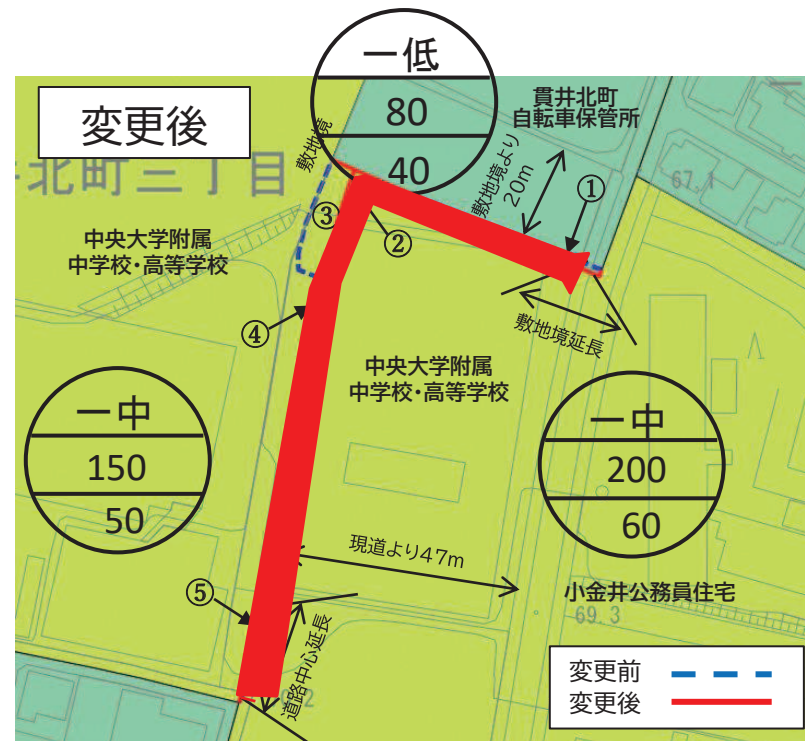 変更後
一低
80
40
貫井北町
自転車保管所
67.1
北町三丁目
敷地境
敷地境より
20m
①
②
③
中央大学附属
中学校・高等学校
敷地境延長
④
中央大学附属
中学校・高等学校
一中
150
50
一中
200
60
現道より47m
⑤
小金井公務員住宅
69.3
道路中心延長
変更前
変更後